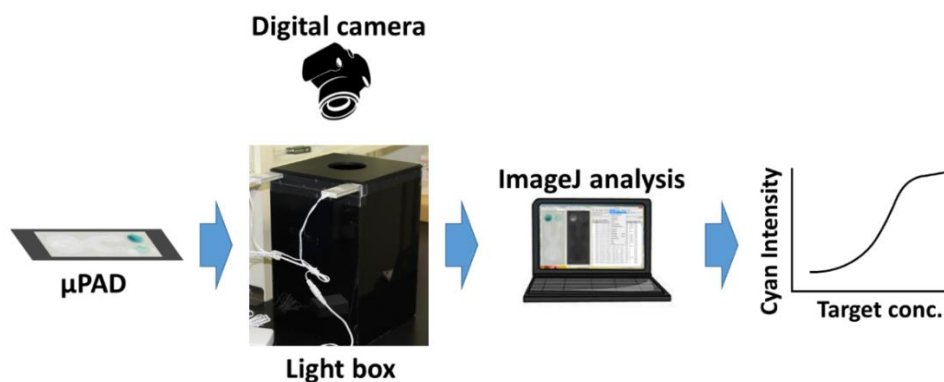 Digital camera
µPAD
Light box
ImageJ analysis
Cyan Intensity
Target conc.